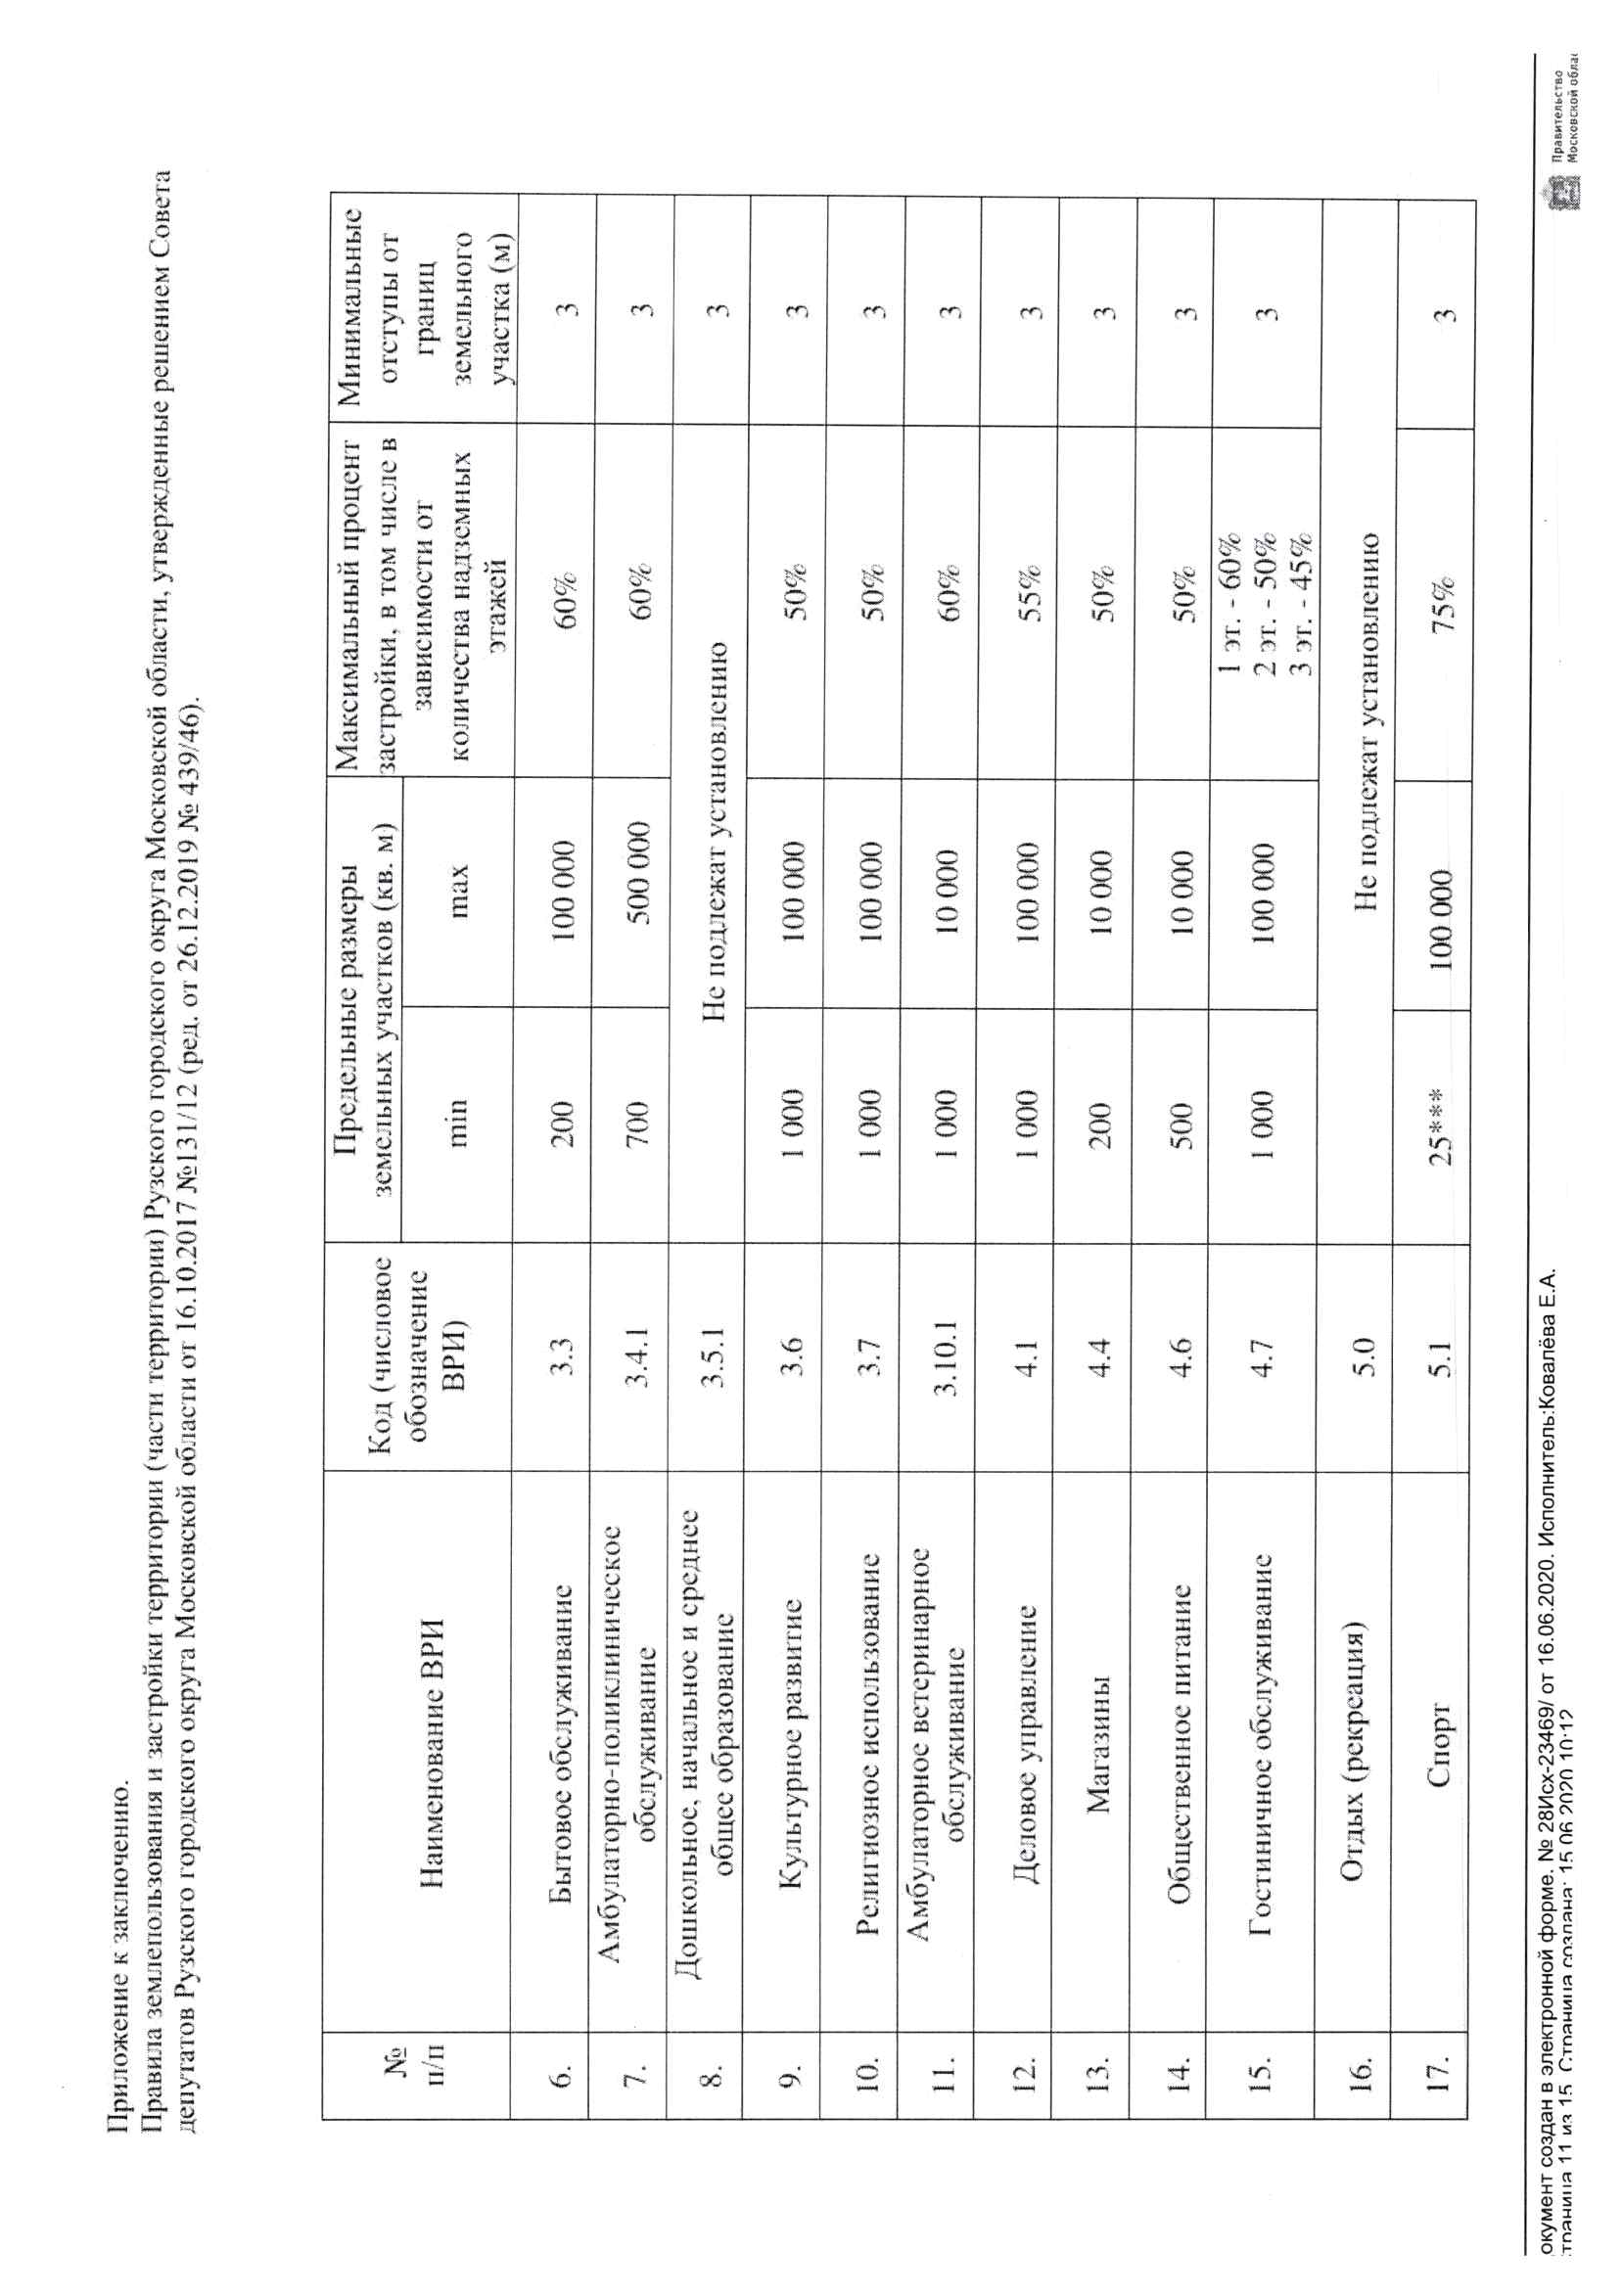 Приложение к заключению.
Правила землепользования и застройки территории (части территории) Рузского городского округа Московской области, утвержденные решением Совета
депутатов Рузского городского округа Московской области от 16.10.2017 №131/12 (ред. от 26.12.2019 № 439/46).
№
п/п
Наименование ВРИ
Код (числовое
обозначение
ВРИ)
Предельные размеры
земельных участков (кв. м)
min
max
Максимальный процент
застройки, в том числе в
зависимости от
количества надземных
этажей
Минимальные
отступы от
границ
земельного
участка (м)
6. Бытовое обслуживание 3.3 200 100 000 60% 3
7. Амбулаторно-поликлиническое
обслуживание 3.4.1 700 500 000 60% 3
8. Дошкольное, начальное и среднее
общее образование 3.5.1 Не подлежат установлению 3
9. Культурное развитие 3.6 1 000 100 000 50% 3
10. Религиозное использование 3.7 1 000 100 000 50% 3
11. Амбулаторное ветеринарное
обслуживание 3.10.1 1 000 10 000 60% 3
12. Деловое управление 4.1 1 000 100 000 55% 3
13. Магазины 4.4 200 10 000 50% 3
14. Общественное питание 4.6 500 10 000 50% 3
15. Гостиничное обслуживание 4.7 1 000 100 000 1 эт. - 60%
2 эт. - 50%
3 эт. - 45%
3
16. Отдых (рекреация) 5.0 Не подлежат установлению
17. Спорт 5.1 25*** 100 000 75% 3
окумент создан в электронной форме. № 28Исх-23469/ от 16.06.2020. Исполнитель:Ковалёва Е.А.
траница 11 из 15. Страница создана: 15.06.2020 10:12
Правительство
Московской облас